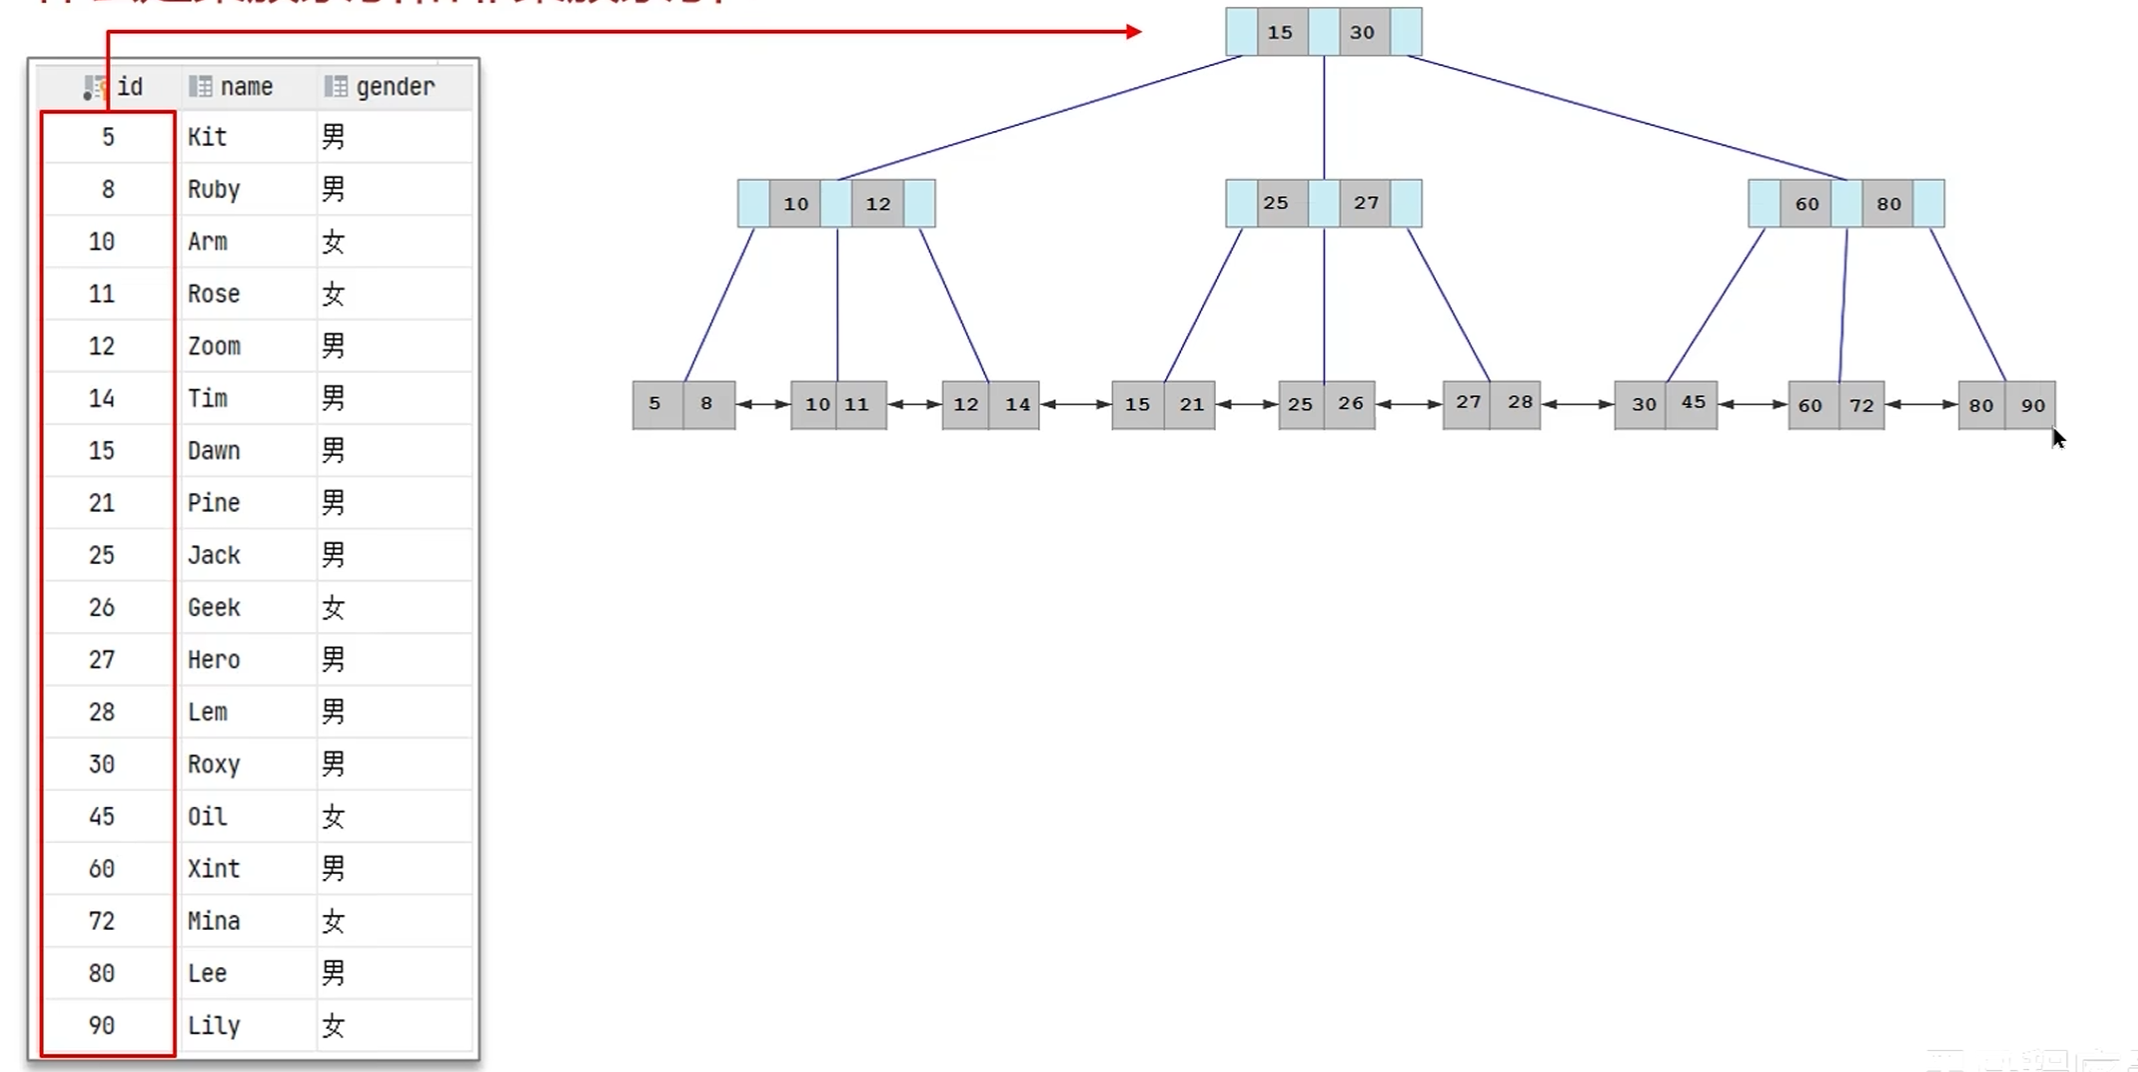 id name gender
5 Kit 男
8 Ruby 男
10 Arm 女
11 Rose 女
12 Zoom 男
14 Tim 男
15 Dawn 男
21 Pine 男
25 Jack 男
26 Geek 女
27 Hero 男
28 Lem 男
30 Roxy 男
45 Oil 女
60 Xint 男
72 Mina 女
80 Lee 男
90 Lily 女
15 30
10 12 25 27 60 80
5 8 10 11 12 14 15 21 25 26 27 28 30 45 60 72 80 90